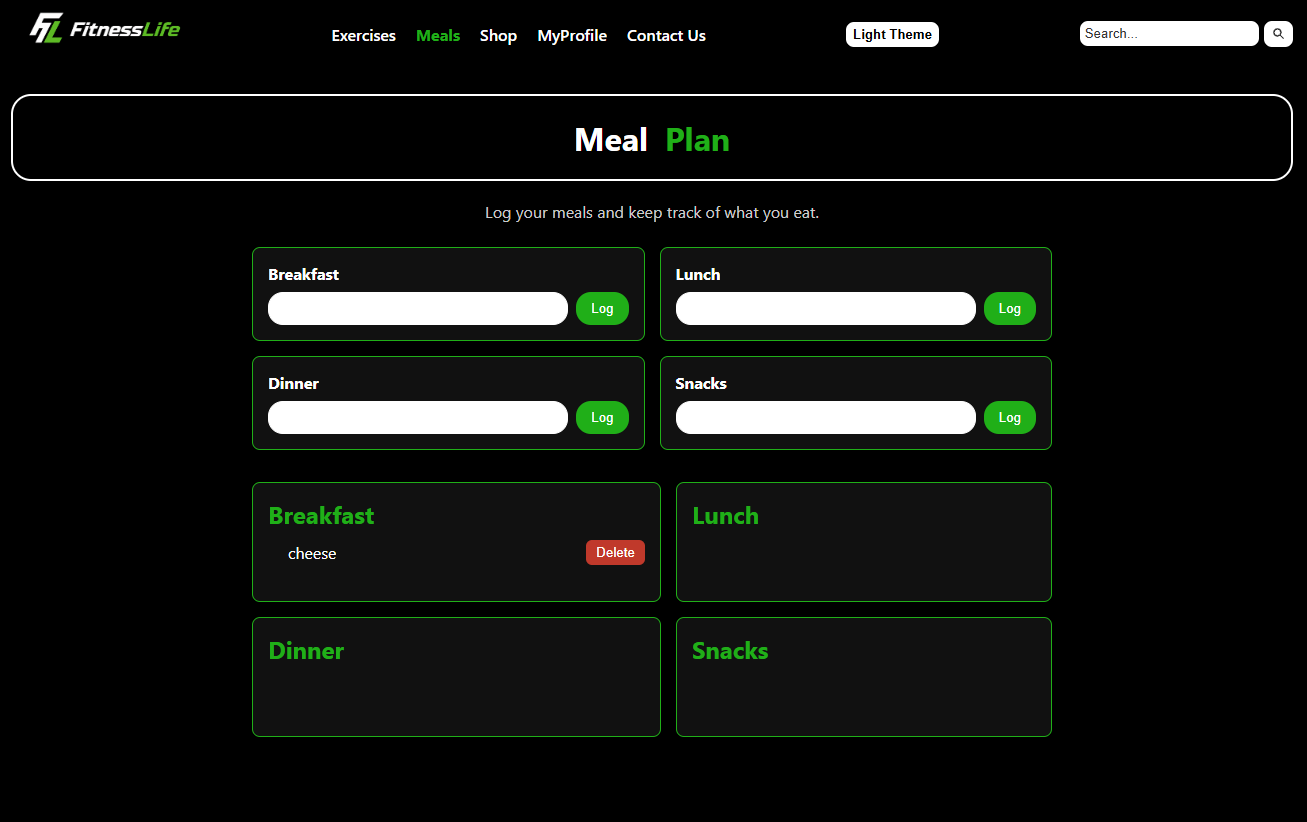 FL FitnessLife
Exercises Meals Shop MyProfile Contact Us
Light Theme
Search...
Meal Plan
Log your meals and keep track of what you eat.
Breakfast
Log
Lunch
Log
Dinner
Log
Snacks
Log
Breakfast
cheese
Delete
Lunch
Dinner
Snacks